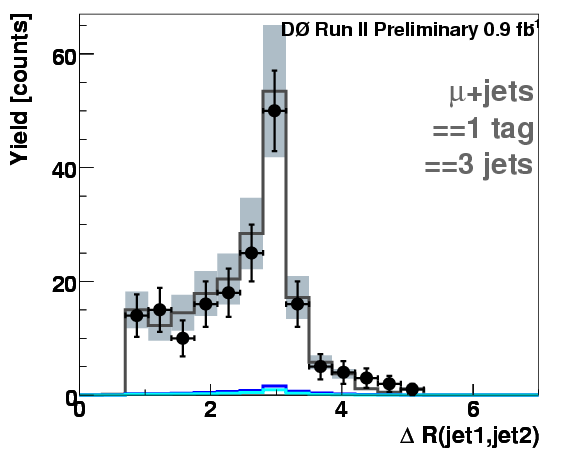 DØ Run II Preliminary 0.9 fb⁻¹
Yield [counts]
60
μ+jets
==1 tag
40
==3 jets
20
0
0 2 4 6
Δ R(jet1,jet2)